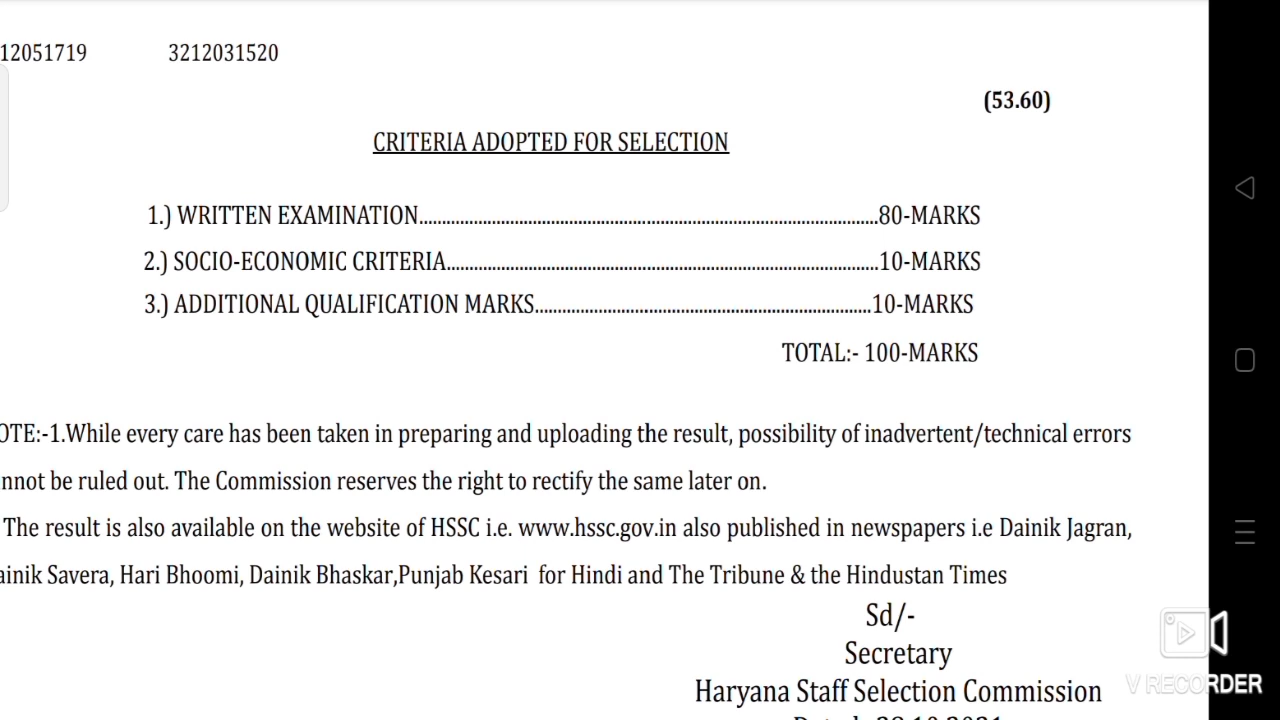 12051719 3212031520
(53.60)
CRITERIA ADOPTED FOR SELECTION
1.) WRITTEN EXAMINATION....................................................................................................80-MARKS
2.) SOCIO-ECONOMIC CRITERIA..............................................................................................10-MARKS
3.) ADDITIONAL QUALIFICATION MARKS.........................................................................10-MARKS
TOTAL:- 100-MARKS
OTE:-1.While every care has been taken in preparing and uploading the result, possibility of inadvertent/technical errors
nnot be ruled out. The Commission reserves the right to rectify the same later on.
The result is also available on the website of HSSC i.e. www.hssc.gov.in also published in newspapers i.e Dainik Jagran,
ainik Savera, Hari Bhoomi, Dainik Bhaskar,Punjab Kesari for Hindi and The Tribune & the Hindustan Times
Sd/-
Secretary
Haryana Staff Selection Commission
V RECORDER